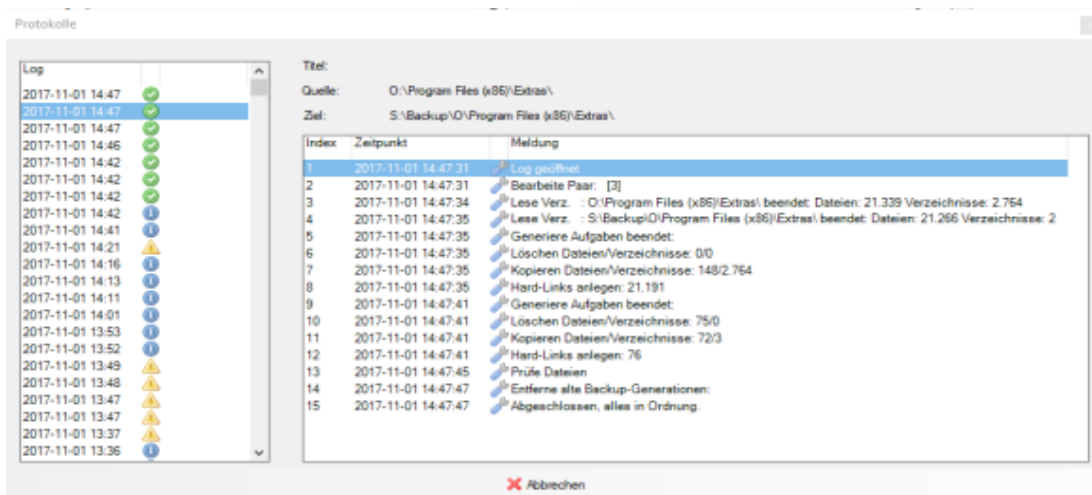 Protokolle
Log
2017-11-01 14:47
2017-11-01 14:47
2017-11-01 14:47
2017-11-01 14:46
2017-11-01 14:42
2017-11-01 14:42
2017-11-01 14:42
2017-11-01 14:42
2017-11-01 14:41
2017-11-01 14:21
2017-11-01 14:16
2017-11-01 14:13
2017-11-01 14:11
2017-11-01 14:01
2017-11-01 13:53
2017-11-01 13:52
2017-11-01 13:49
2017-11-01 13:48
2017-11-01 13:47
2017-11-01 13:47
2017-11-01 13:37
2017-11-01 13:36
Titel:
Quelle: O:\Program Files (x86)\Extras\
Ziel: S:\Backup\O\Program Files (x86)\Extras\
Index Zeitpunkt Meldung
1 2017-11-01 14:47:31 Log geöffnet
2 2017-11-01 14:47:31 Bearbeite Paar: [3]
3 2017-11-01 14:47:34 Lese Verz. : O:\Program Files (x86)\Extras\ beendet: Dateien: 21.339 Verzeichnisse: 2.764
4 2017-11-01 14:47:35 Lese Verz. : S:\Backup\O\Program Files (x86)\Extras\ beendet: Dateien: 21.266 Verzeichnisse: 2
5 2017-11-01 14:47:35 Generiere Aufgaben beendet:
6 2017-11-01 14:47:35 Löschen Dateien/Verzeichnisse: 0/0
7 2017-11-01 14:47:35 Kopieren Dateien/Verzeichnisse: 148/2.764
8 2017-11-01 14:47:35 Hard-Links anlegen: 21.191
9 2017-11-01 14:47:41 Generiere Aufgaben beendet:
10 2017-11-01 14:47:41 Löschen Dateien/Verzeichnisse: 75/0
11 2017-11-01 14:47:41 Kopieren Dateien/Verzeichnisse: 72/3
12 2017-11-01 14:47:41 Hard-Links anlegen: 76
13 2017-11-01 14:47:45 Prüfe Dateien
14 2017-11-01 14:47:47 Entferne alte Backup-Generationen:
15 2017-11-01 14:47:47 Abgeschlossen, alles in Ordnung.
Abbrechen